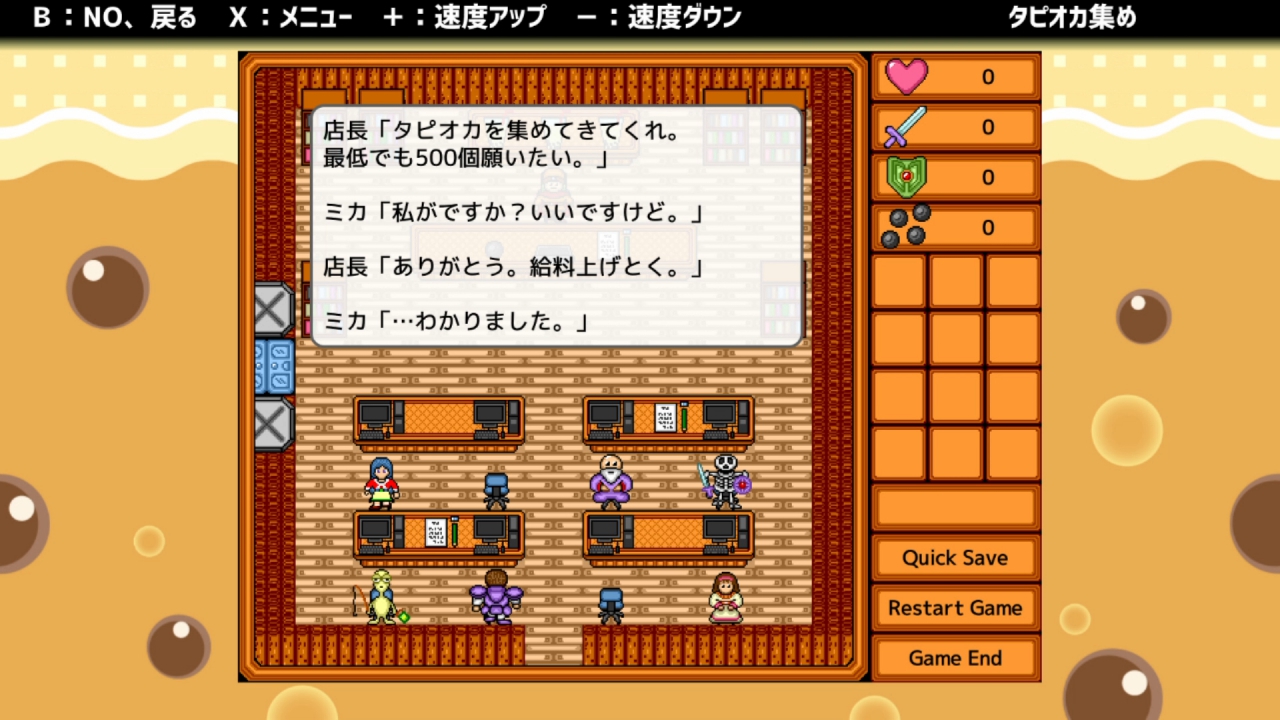 B：NO、戻る　X：メニュー　＋：速度アップ　－：速度ダウン
タピオカ集め
店長「タピオカを集めてきてくれ。
最低でも500個願いたい。」
ミカ「私がですか？いいですけど。」
店長「ありがとう。給料上げとく。」
ミカ「…わかりました。」
0
0
0
0
Quick Save
Restart Game
Game End